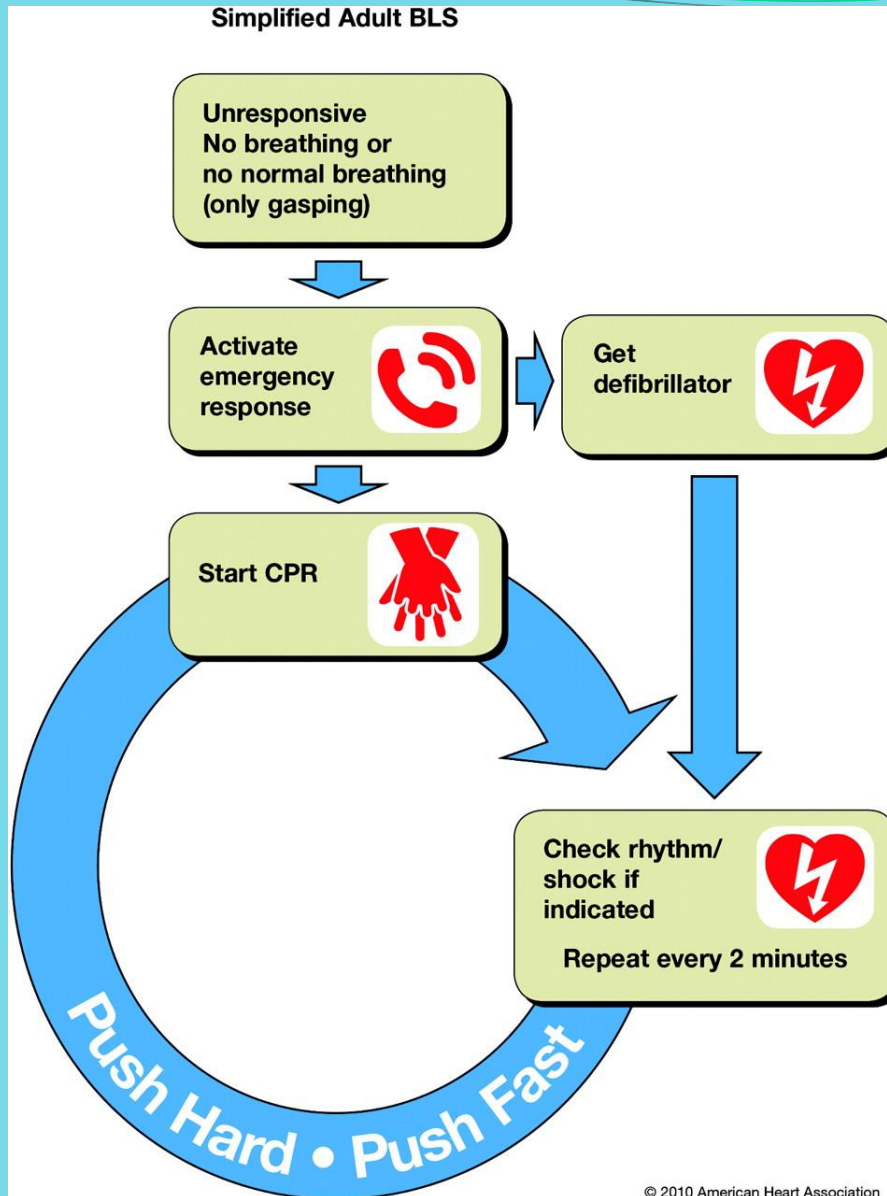 Simplified Adult BLS
Unresponsive
No breathing or
no normal breathing
(only gasping)
Activate
emergency
response
Get
defibrillator
Start CPR
Check rhythm/
shock if
indicated
Repeat every 2 minutes
Push Hard • Push Fast
© 2010 American Heart Association